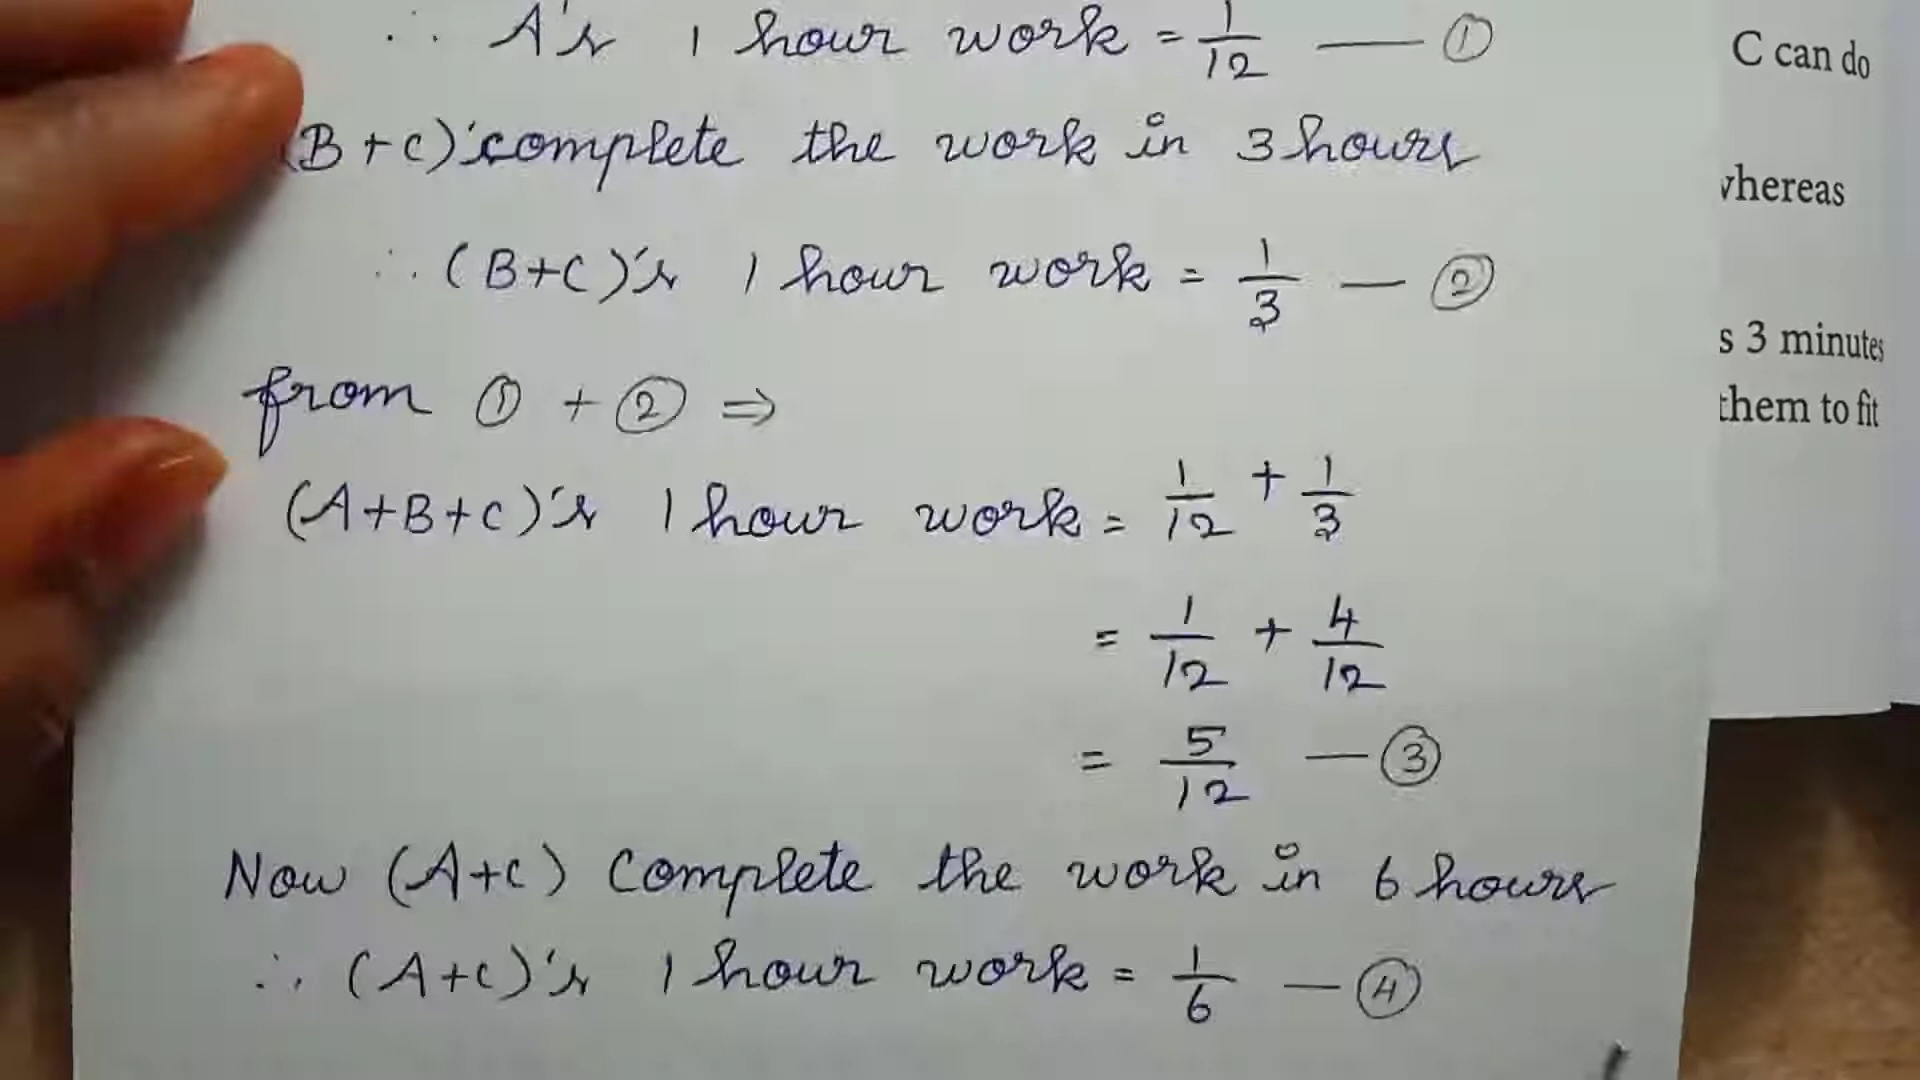 ∴ A's 1 hour work = 1/12 — ①
(B+C)'complete the work in 3 hours
∴ (B+C)'s 1 hour work = 1/3 — ②
from ① + ② ⇒
(A+B+C)'s 1 hour work = 1/12 + 1/3
= 1/12 + 4/12
= 5/12 — ③
Now (A+C) Complete the work in 6 hours
∴ (A+C)'s 1 hour work = 1/6 — ④
C can do
whereas
s 3 minutes
them to fit